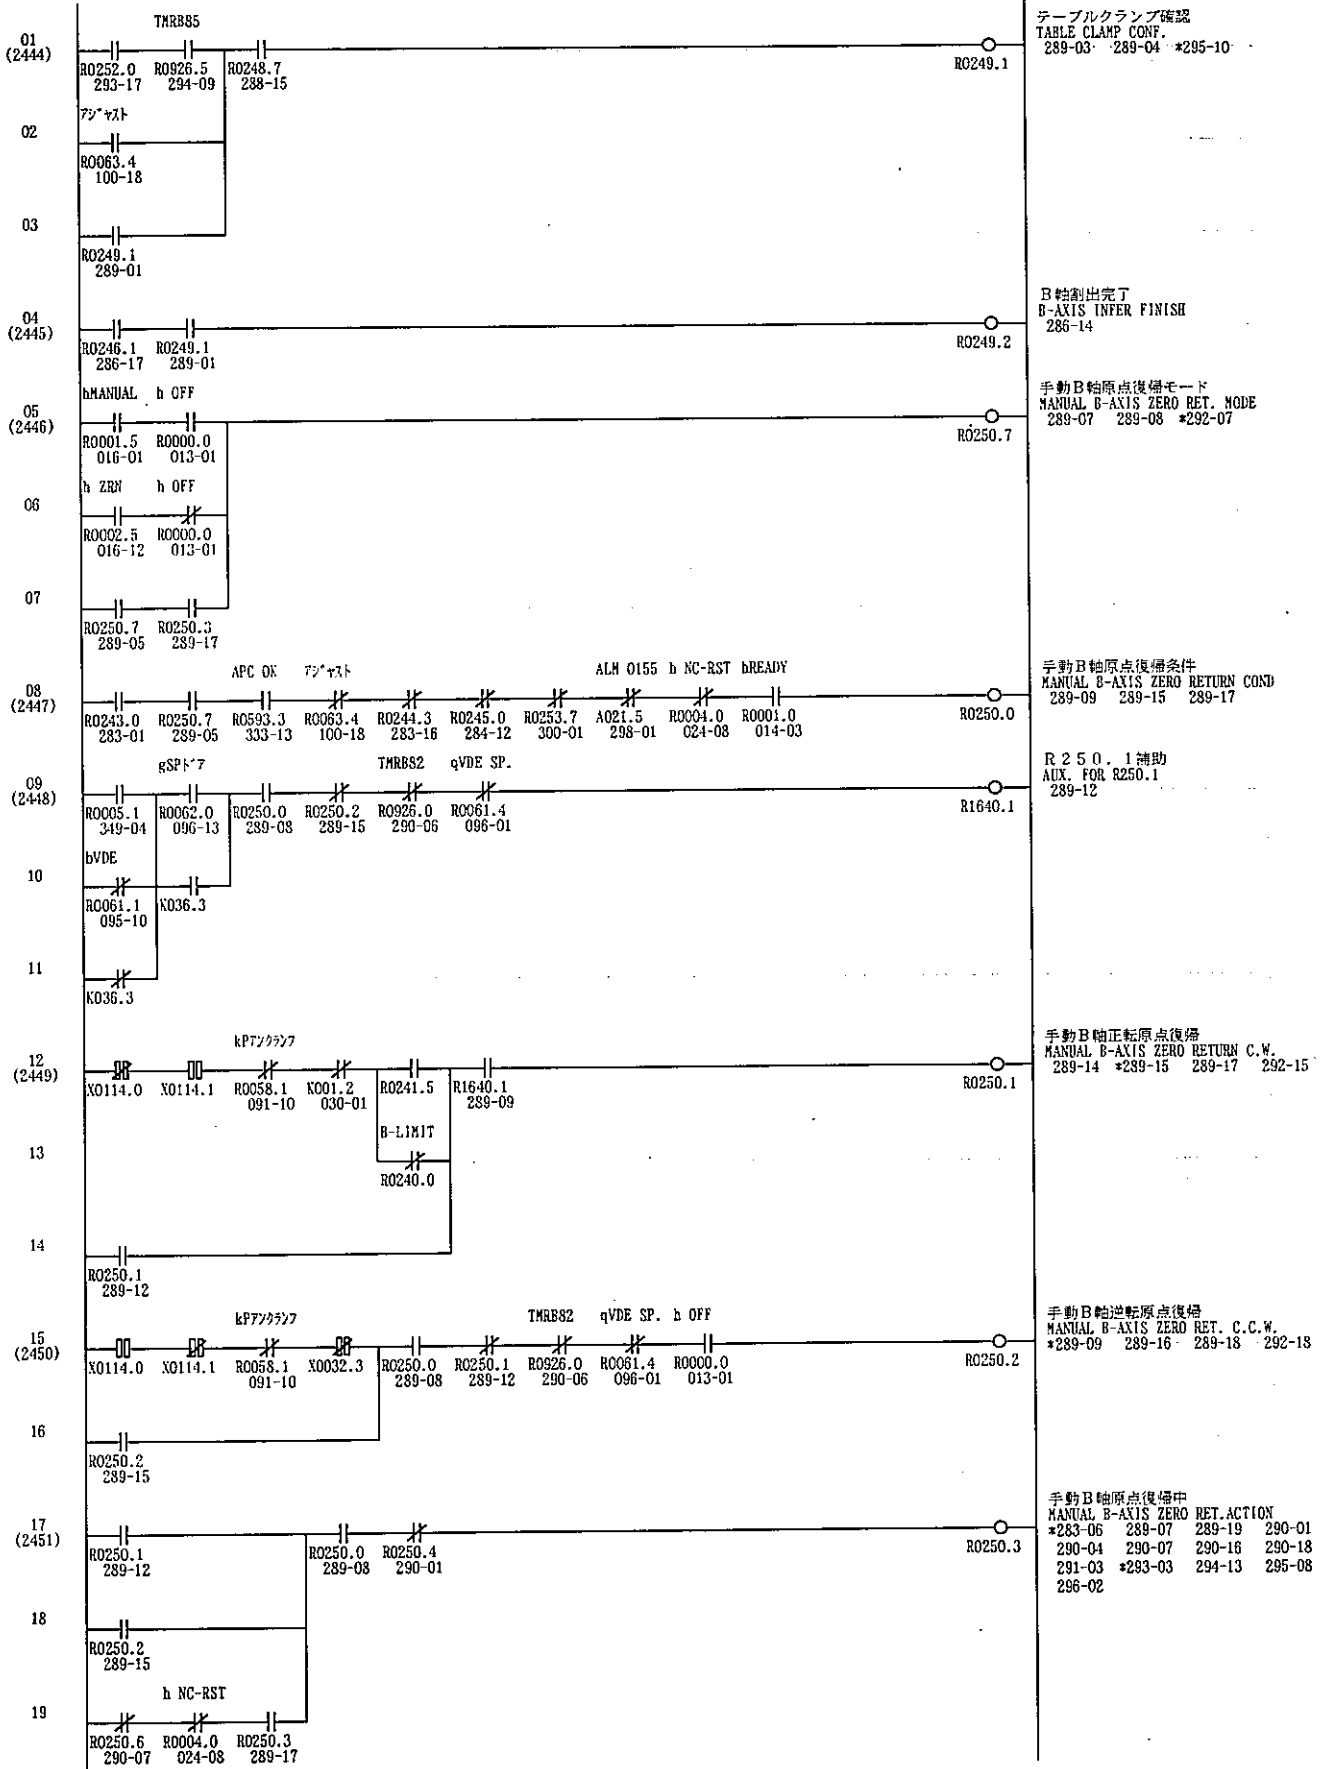 TMRB85
01
(2444)
R0252.0 R0926.5 R0248.7
293-17 294-09 288-15
R0249.1
テーブルクランプ確認
TABLE CLAMP CONF.
289-03 289-04 *295-10
アジャスト
02
R0063.4
100-18
03
R0249.1
289-01
04
(2445)
R0246.1 R0249.1
286-17 289-01
R0249.2
B軸割出完了
B-AXIS INFER FINISH
286-14
hMANUAL h OFF
05
(2446)
R0001.5 R0000.0
016-01 013-01
R0250.7
手動B軸原点復帰モード
MANUAL B-AXIS ZERO RET. MODE
289-07 289-08 *292-07
h ZRN h OFF
06
R0002.5 R0000.0
016-12 013-01
07
R0250.7 R0250.3
289-05 289-17
APC OK アジャスト ALM 0155 h NC-RST hREADY
08
(2447)
R0243.0 R0250.7 R0593.3 R0063.4 R0244.3 R0245.0 R0253.7 A021.5 R0004.0 R0001.0
283-01 289-05 333-13 100-18 283-16 284-12 300-01 298-01 024-08 014-03
R0250.0
手動B軸原点復帰条件
MANUAL B-AXIS ZERO RETURN COND
289-09 289-15 289-17
gSPドア TMRB82 qVDE SP.
09
(2448)
R0005.1 R0062.0 R0250.0 R0250.2 R0926.0 R0061.4
349-04 096-13 289-08 289-15 290-06 096-01
R1640.1
R250.1補助
AUX. FOR R250.1
289-12
bVDE
10
R0061.1 K036.3
095-10
11
K036.3
kPアンクランプ
12
(2449)
X0114.0 X0114.1 R0058.1 K001.2 R0241.5 R1640.1
091-10 030-01 289-09
R0250.1
手動B軸正転原点復帰
MANUAL B-AXIS ZERO RETURN C.W.
289-14 *289-15 289-17 292-15
B-LIMIT
13
R0240.0
14
R0250.1
289-12
kPアンクランプ TMRB82 qVDE SP. h OFF
15
(2450)
X0114.0 X0114.1 R0058.1 X0032.3 R0250.0 R0250.1 R0926.0 R0061.4 R0000.0
091-10 289-08 289-12 290-06 096-01 013-01
R0250.2
手動B軸逆転原点復帰
MANUAL B-AXIS ZERO RET. C.C.W.
*289-09 289-16 289-18 292-18
16
R0250.2
289-15
17
(2451)
R0250.1 R0250.0 R0250.4
289-12 289-08 290-01
R0250.3
手動B軸原点復帰中
MANUAL B-AXIS ZERO RET.ACTION
*283-06 289-07 289-19 290-01
290-04 290-07 290-16 290-18
291-03 *293-03 294-13 295-08
296-02
18
R0250.2
289-15
h NC-RST
19
R0250.6 R0004.0 R0250.3
290-07 024-08 289-17